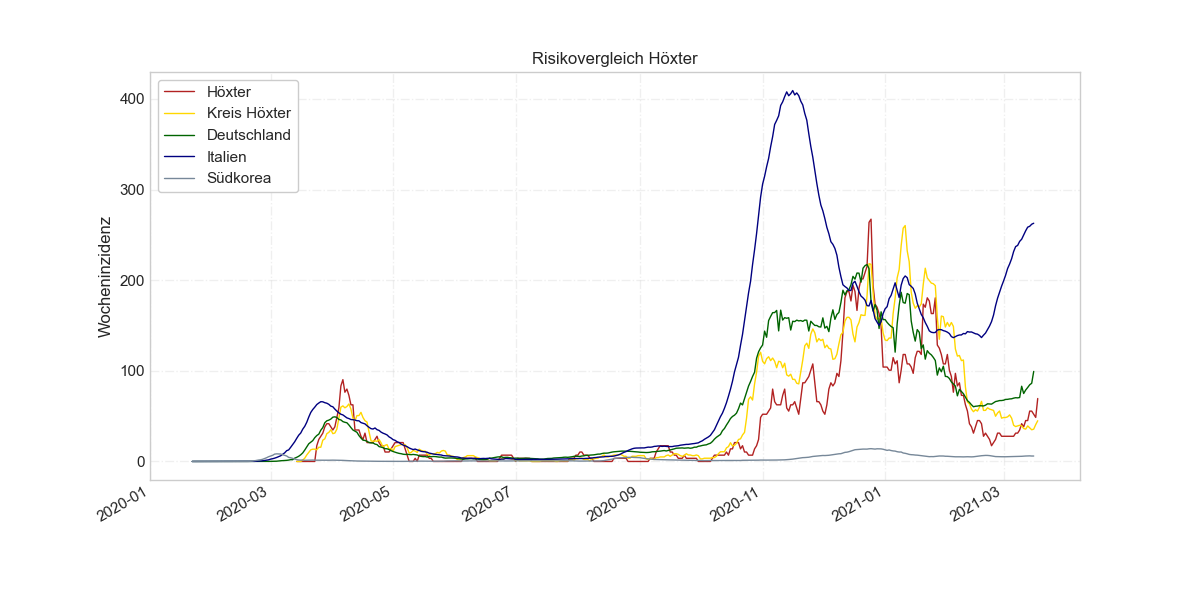 Risikovergleich Höxter
Höxter
Kreis Höxter
Deutschland
Italien
Südkorea
Wocheninzidenz
400
300
200
100
0
2020-01
2020-03
2020-05
2020-07
2020-09
2020-11
2021-01
2021-03